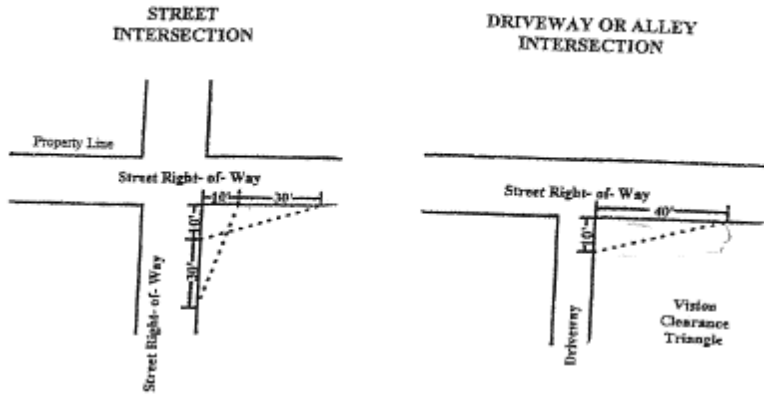 STREET
INTERSECTION
DRIVEWAY OR ALLEY
INTERSECTION
Property Line
Street Right- of- Way
10'
30'
10'
30'
Street Right- of- Way
Street Right- of- Way
40'
10'
Driveway
Vision
Clearance
Triangle